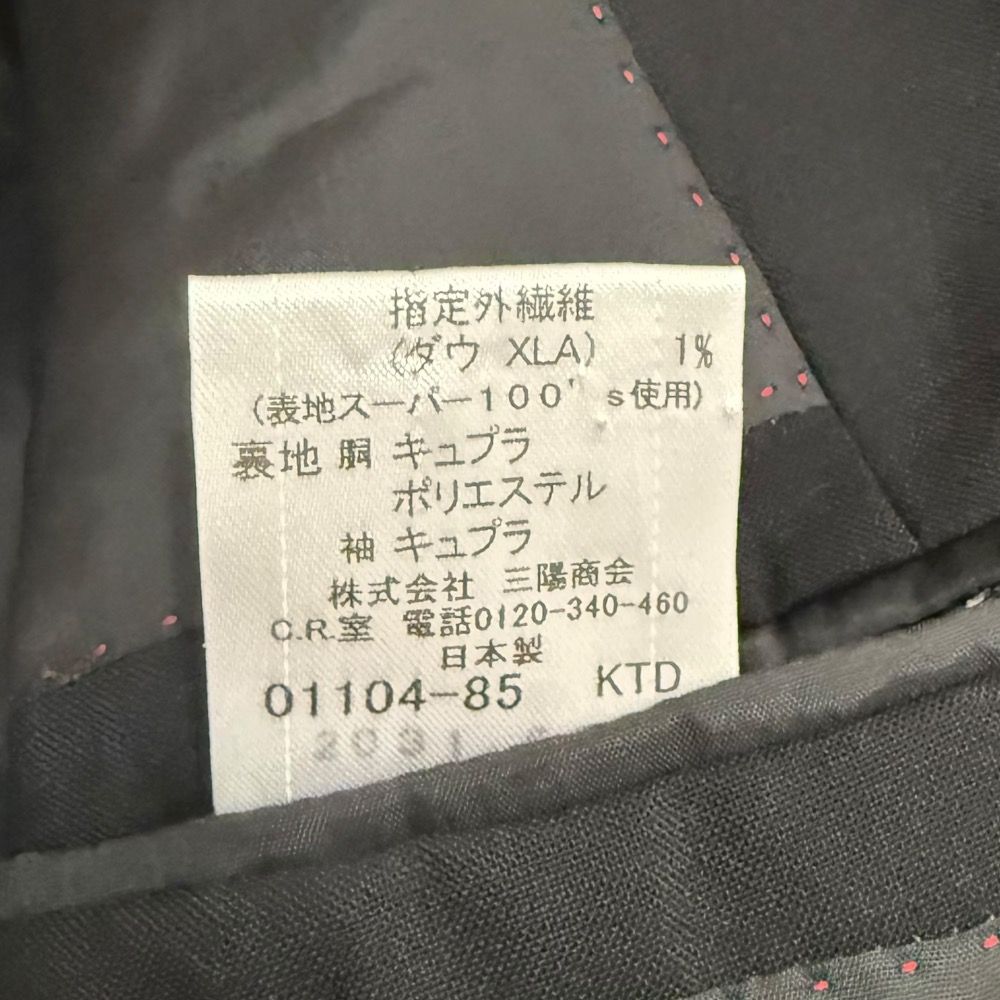 指定外繊維
(ダウ XLA) 1%
(表地スーパー100's使用)
裏地 胴 キュプラ
ポリエステル
袖 キュプラ
株式会社 三陽商会
C.R.室 電話0120-340-460
日本製
01104-85 KTD